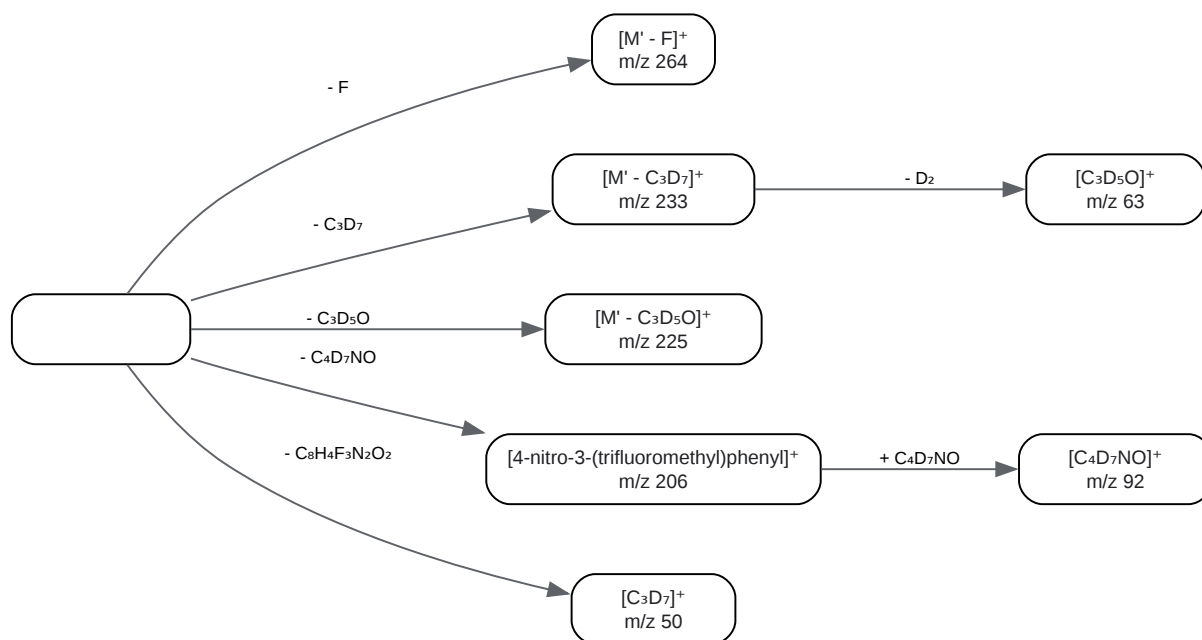 [M' - F]⁺
m/z 264
- F
[M' - C₃D₇]⁺
m/z 233
- D₂
[C₃D₅O]⁺
m/z 63
- C₃D₇
- C₃D₅O
[M' - C₃D₅O]⁺
m/z 225
- C₄D₇NO
- C₈H₄F₃N₂O₂
[4-nitro-3-(trifluoromethyl)phenyl]⁺
m/z 206
+ C₄D₇NO
[C₄D₇NO]⁺
m/z 92
[C₃D₇]⁺
m/z 50